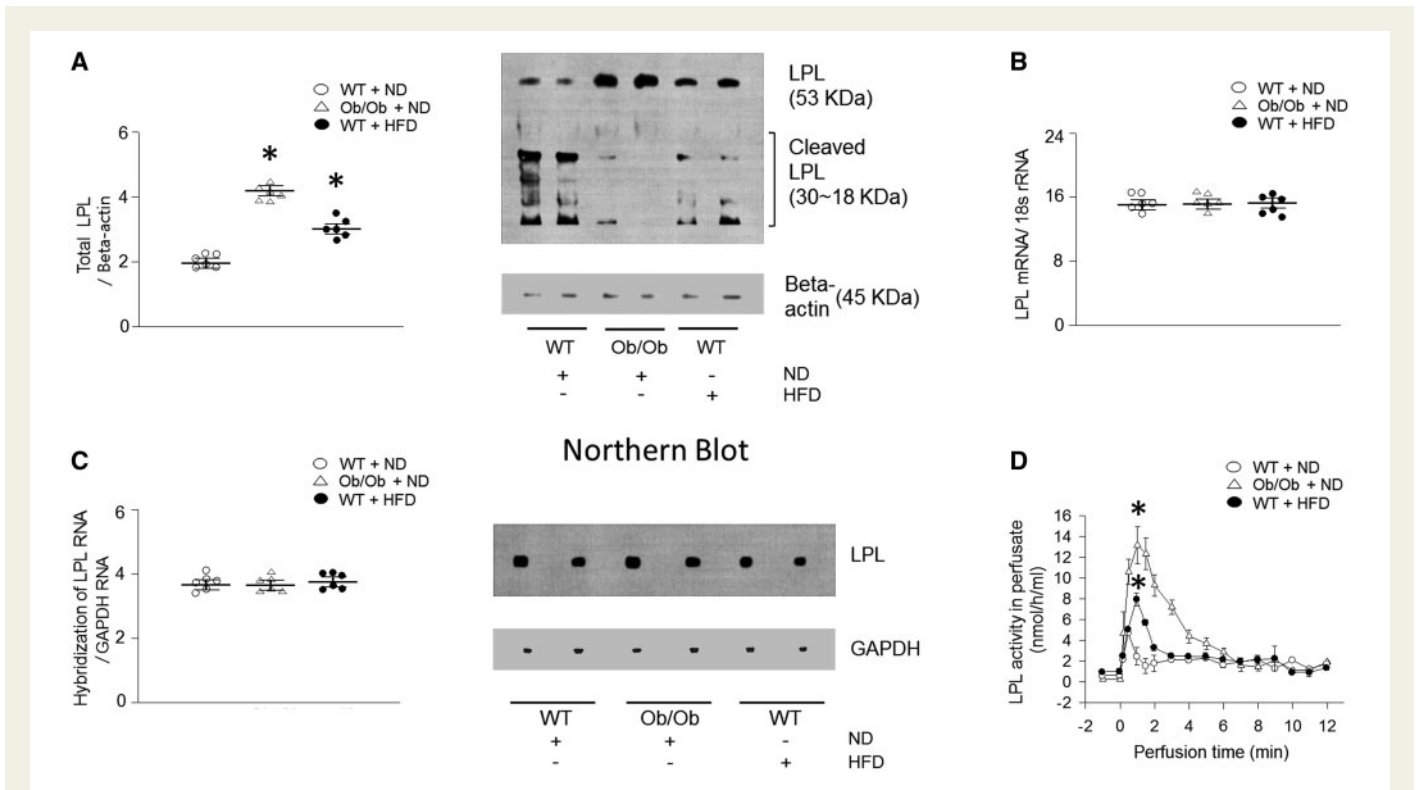 A
WT + ND
Ob/Ob + ND
WT + HFD
*
*
6
4
2
0
Total LPL
/ Beta-actin
LPL
(53 KDa)
Cleaved
LPL
(30~18 KDa)
Beta-
actin (45 KDa)
WT Ob/Ob WT
+ + - ND
- - + HFD
B
WT + ND
Ob/Ob + ND
WT + HFD
24
16
8
0
LPL mRNA/ 18s rRNA
C
WT + ND
Ob/Ob + ND
WT + HFD
6
4
2
0
Hybridization of LPL RNA
/ GAPDH RNA
Northern Blot
LPL
GAPDH
WT Ob/Ob WT
+ + - ND
- - + HFD
D
WT + ND
Ob/Ob + ND
WT + HFD
*
*
16
14
12
10
8
6
4
2
0
-2
LPL activity in perfusate
(nmol/h/ml)
-2 0 2 4 6 8 10 12
Perfusion time (min)